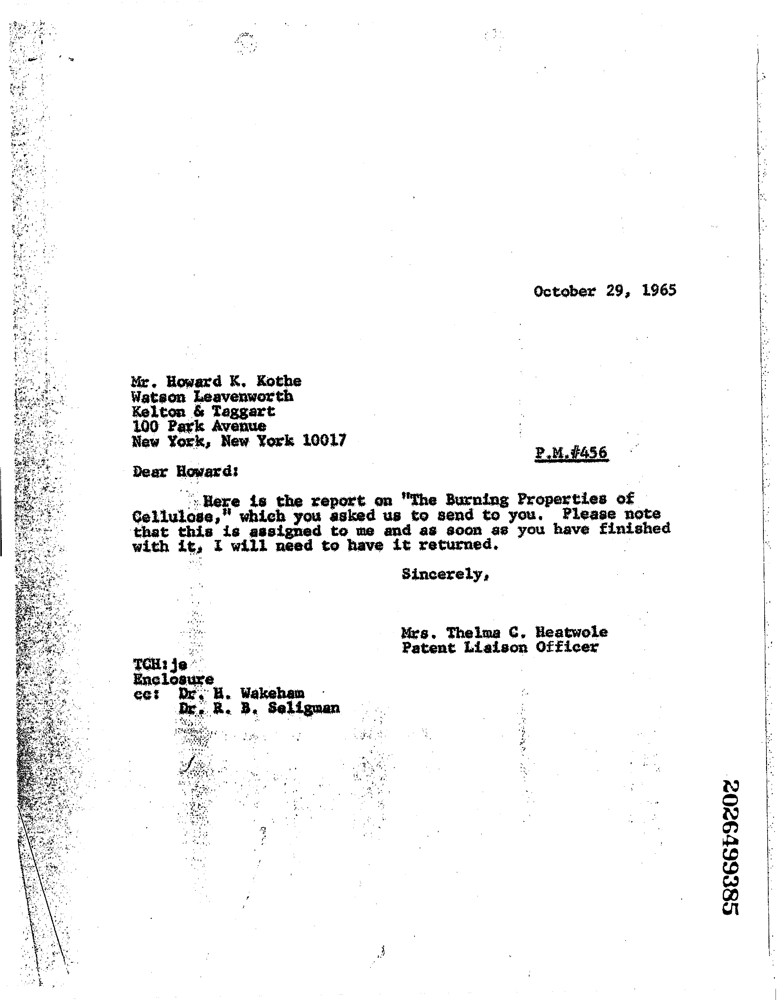 October 29, 1965
Mr. Howard K. Kothe
Watson Leavenworth
Kelton & Taggart
100 Park Avenue
New York, New York 10017
P.M.#456
Dear Howard:
Here is the report on "The Burning Properties of
Cellulose," which you asked us to send to you. Please note
that this is assigned to me and as soon as you have finished
with it, I will need to have it returned.
Sincerely,
Mrs. Thelma C. Heatwole
Patent Liaison Officer
TCH:je
Enclosure
cc: Dr. H. Wakeham
Dr. R. B. Seligman
2026499385